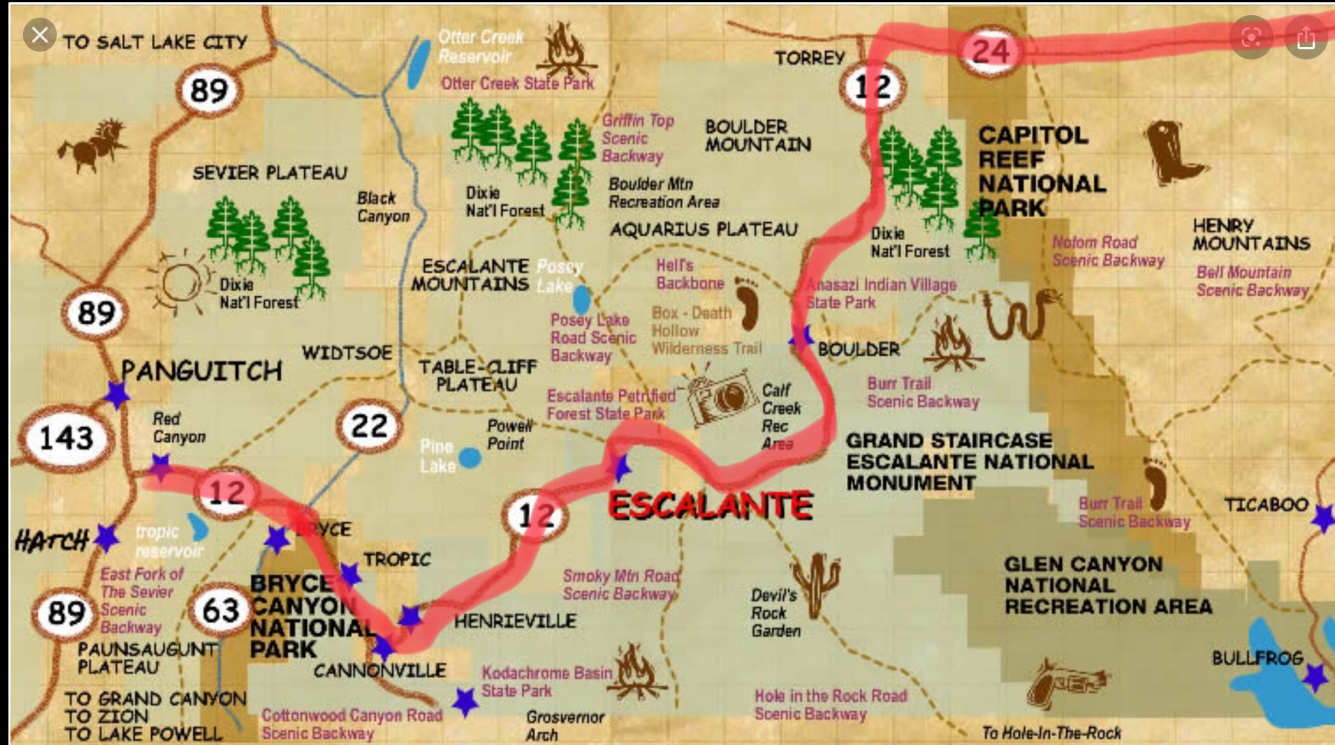 TO SALT LAKE CITY
Otter Creek
Reservoir
Otter Creek State Park
89
TORREY
24
12
Griffin Top
Scenic
Backway
BOULDER
MOUNTAIN
CAPITOL
REEF
NATIONAL
PARK
SEVIER PLATEAU
Black
Canyon
Dixie
Nat'l Forest
Boulder Mtn
Recreation Area
AQUARIUS PLATEAU
Dixie
Nat'l Forest
Notom Road
Scenic Backway
HENRY
MOUNTAINS
Bell Mountain
Scenic Backway
Dixie
Nat'l Forest
ESCALANTE
MOUNTAINS
Posey
Lake
Hell's
Backbone
Anasazi Indian Village
State Park
89
Posey Lake
Road Scenic
Backway
Box - Death
Hollow
Wilderness Trail
BOULDER
WIDTSOE
TABLE-CLIFF
PLATEAU
PANGUITCH
Escalante Petrified
Forest State Park
Calf
Creek
Rec
Area
Burr Trail
Scenic Backway
143
Red
Canyon
22
Powell
Point
Pine
Lake
GRAND STAIRCASE
ESCALANTE NATIONAL
MONUMENT
12
12
ESCALANTE
Burr Trail
Scenic Backway
TICABOO
HATCH
tropic
reservoir
BRYCE
TROPIC
East Fork of
The Sevier
Scenic
Backway
BRYCE
CANYON
NATIONAL
PARK
Smoky Mtn Road
Scenic Backway
Devil's
Rock
Garden
GLEN CANYON
NATIONAL
RECREATION AREA
89
63
HENRIEVILLE
PAUNSAUGUNT
PLATEAU
CANNONVILLE
Kodachrome Basin
State Park
BULLFROG
TO GRAND CANYON
TO ZION
TO LAKE POWELL
Cottonwood Canyon Road
Scenic Backway
Grosvernor
Arch
Hole in the Rock Road
Scenic Backway
To Hole-In-The-Rock